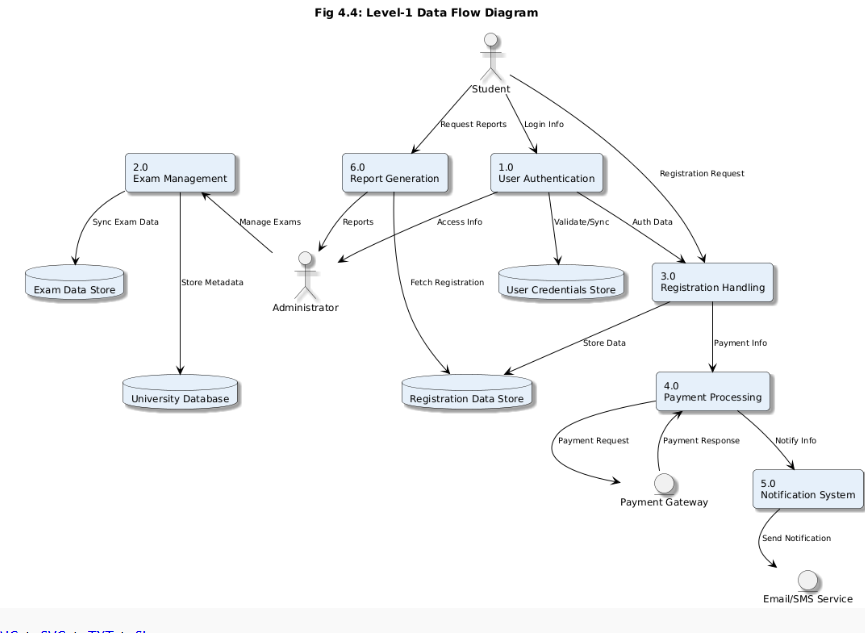 Fig 4.4: Level-1 Data Flow Diagram
Student
Request Reports
Login Info
Registration Request
2.0
Exam Management
6.0
Report Generation
1.0
User Authentication
Sync Exam Data
Manage Exams
Reports
Access Info
Validate/Sync
Auth Data
Exam Data Store
Store Metadata
Administrator
Fetch Registration
User Credentials Store
3.0
Registration Handling
Store Data
Payment Info
University Database
Registration Data Store
4.0
Payment Processing
Payment Request
Payment Response
Notify Info
Payment Gateway
5.0
Notification System
Send Notification
Email/SMS Service